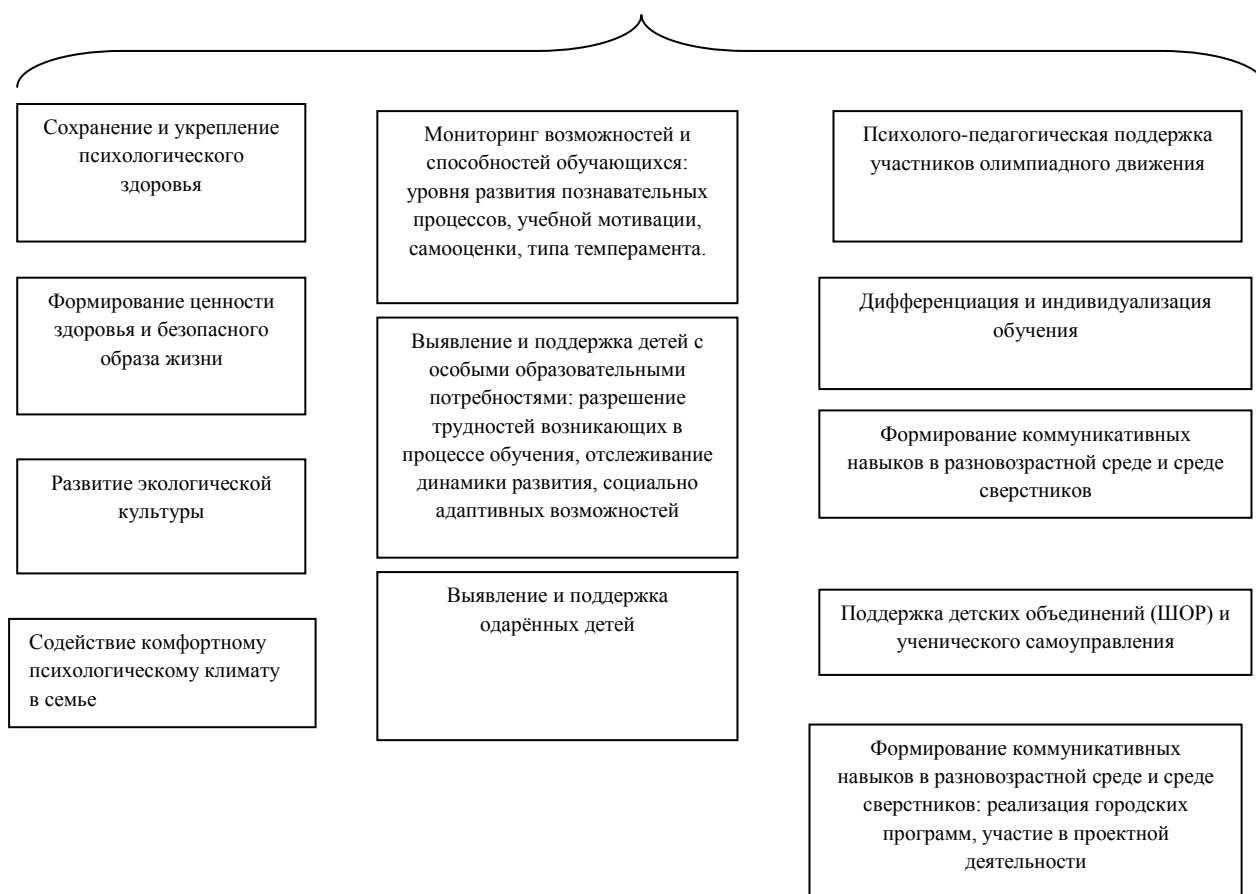 Сохранение и укрепление
психологического
здоровья
Формирование ценности
здоровья и безопасного
образа жизни
Развитие экологической
культуры
Содействие комфортному
психологическому климату
в семье
Мониторинг возможностей и
способностей обучающихся:
уровня развития познавательных
процессов, учебной мотивации,
самооценки, типа темперамента.
Выявление и поддержка детей с
особыми образовательными
потребностями: разрешение
трудностей возникающих в
процессе обучения, отслеживание
динамики развития, социально
адаптивных возможностей
Выявление и поддержка
одарённых детей
Психолого-педагогическая поддержка
участников олимпиадного движения
Дифференциация и индивидуализация
обучения
Формирование коммуникативных
навыков в разновозрастной среде и среде
сверстников
Поддержка детских объединений (ШОР) и
ученического самоуправления
Формирование коммуникативных
навыков в разновозрастной среде и среде
сверстников: реализация городских
программ, участие в проектной
деятельности